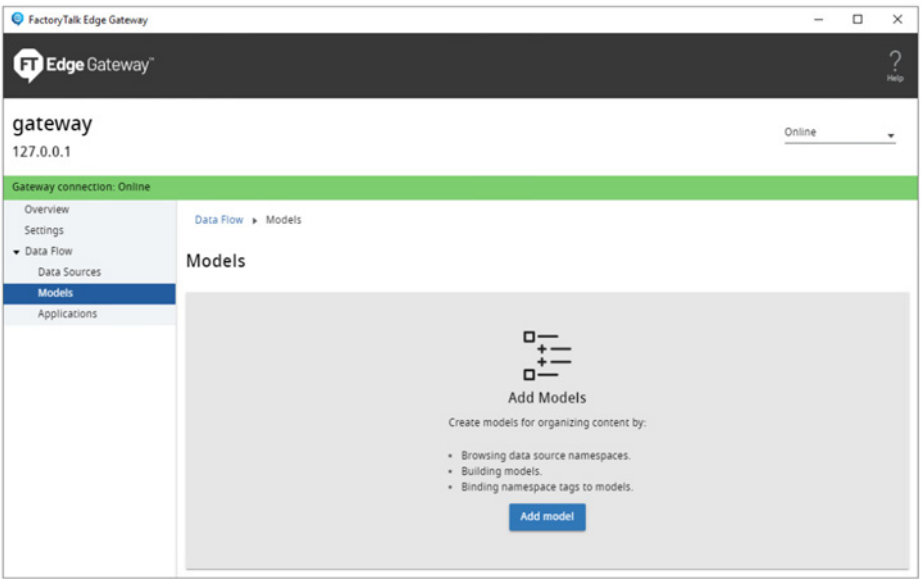 FactoryTalk Edge Gateway
FT Edge Gateway™
Help
gateway
Online
127.0.0.1
Gateway connection: Online
Overview
Settings
Data Flow
Data Sources
Models
Applications
Data Flow ▸ Models
Models
Add Models
Create models for organizing content by:
• Browsing data source namespaces.
• Building models.
• Binding namespace tags to models.
Add model